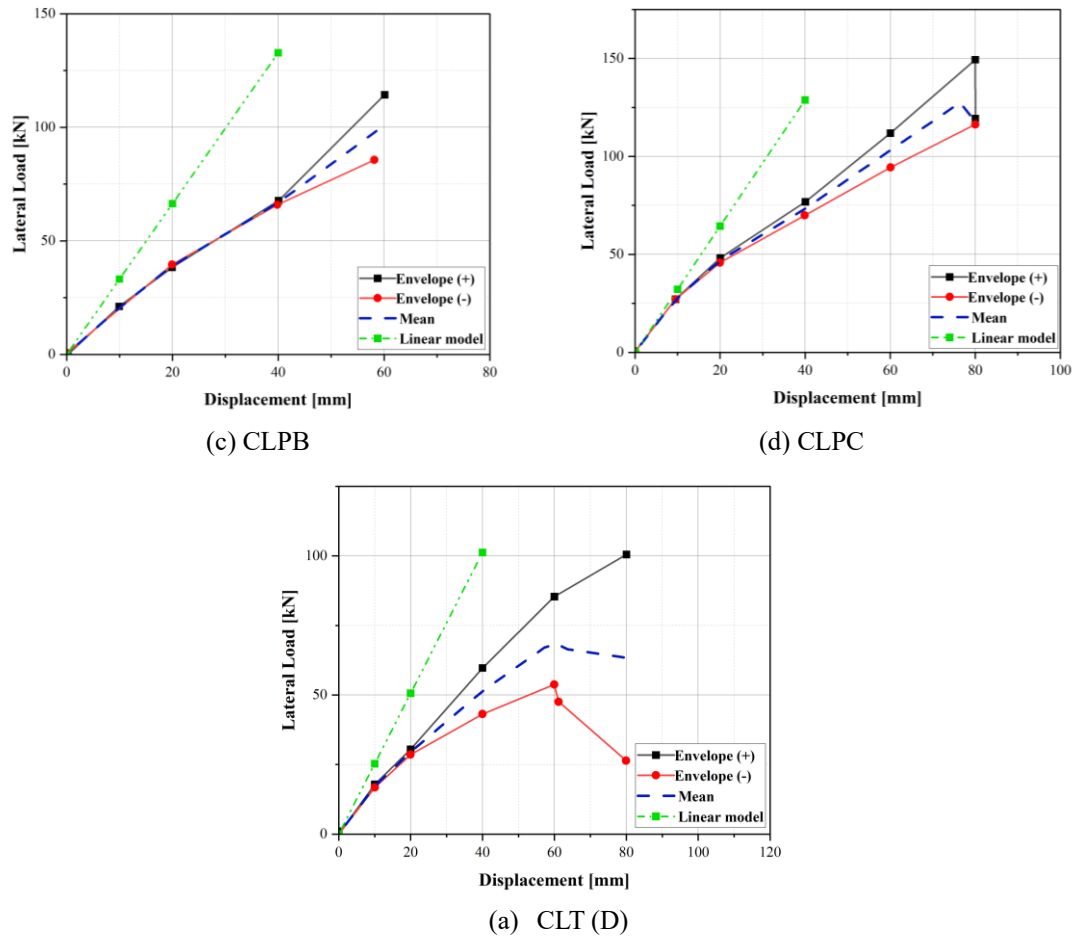 150
100
50
0
Lateral Load [kN]
Envelope (+)
Envelope (-)
Mean
Linear model
0 20 40 60 80
Displacement [mm]
(c) CLPB
150
100
50
0
Lateral Load [kN]
Envelope (+)
Envelope (-)
Mean
Linear model
0 20 40 60 80 100
Displacement [mm]
(d) CLPC
100
50
0
Lateral Load [kN]
Envelope (+)
Envelope (-)
Mean
Linear model
0 20 40 60 80 100 120
Displacement [mm]
(a) CLT (D)